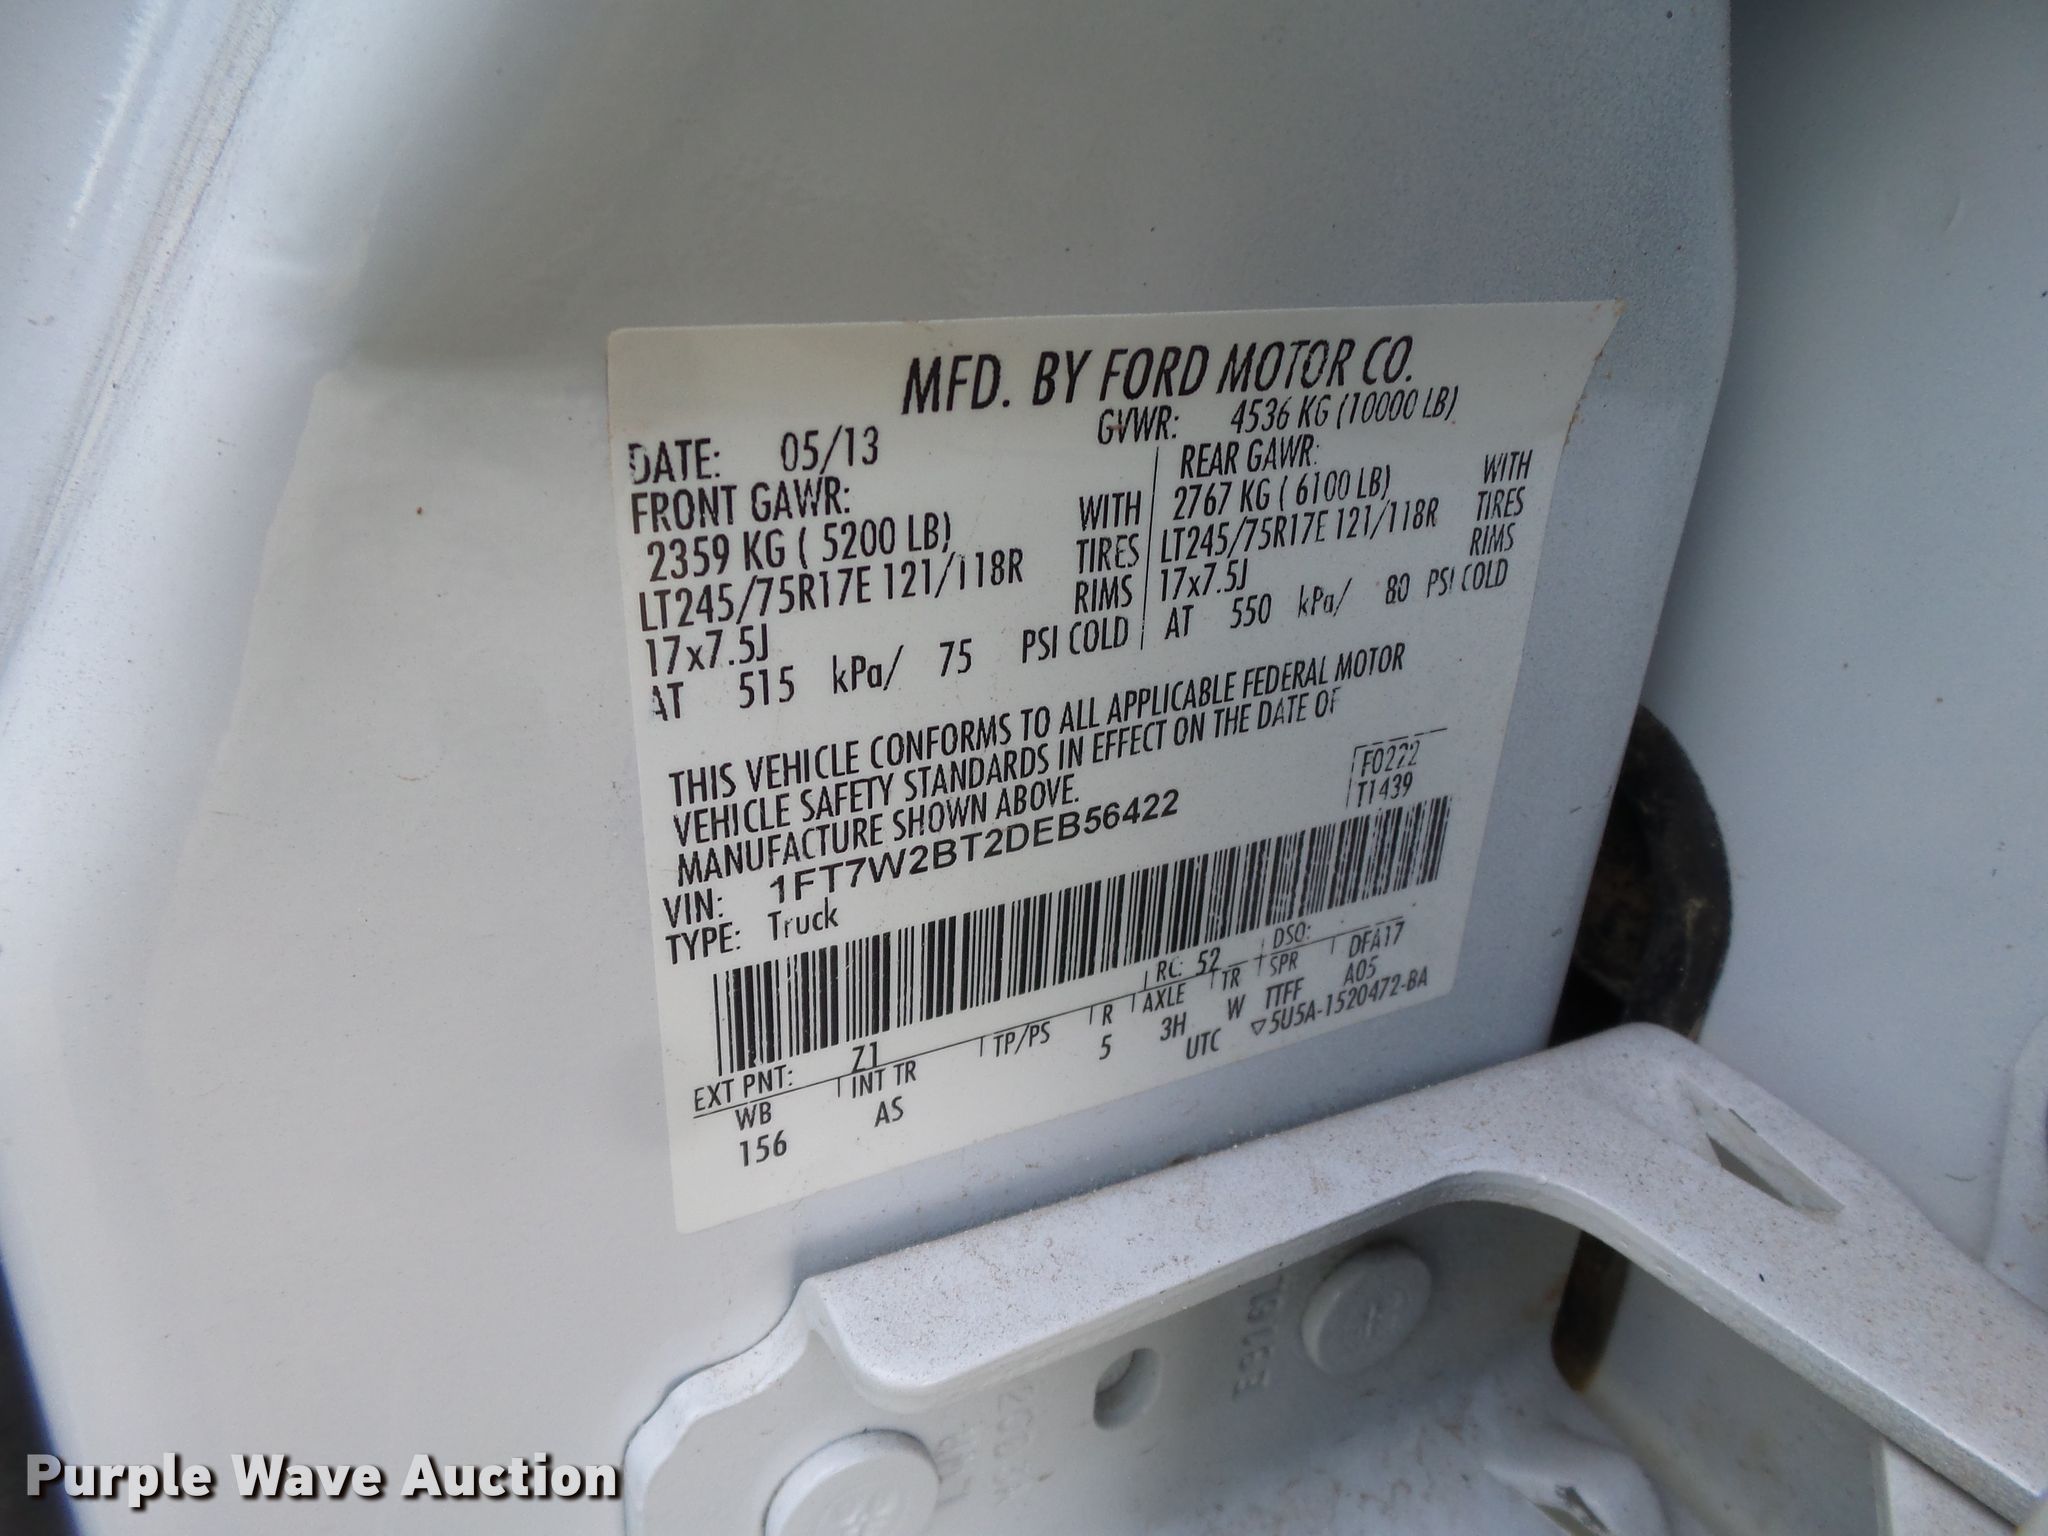 MFD. BY FORD MOTOR CO.
DATE: 05/13 GVWR: 4536 KG (10000 LB)
FRONT GAWR: REAR GAWR:
2359 KG ( 5200 LB) WITH 2767 KG ( 6100 LB) WITH
LT245/75R17E 121/118R TIRES LT245/75R17E 121/118R TIRES
17x7.5J RIMS 17x7.5J RIMS
AT 515 kPa/ 75 PSI COLD AT 550 kPa/ 80 PSI COLD
THIS VEHICLE CONFORMS TO ALL APPLICABLE FEDERAL MOTOR
VEHICLE SAFETY STANDARDS IN EFFECT ON THE DATE OF
MANUFACTURE SHOWN ABOVE.
F0222
T1439
VIN: 1FT7W2BT2DEB56422
TYPE: Truck
EXT PNT: Z1 RC: 52 DSO:
WB INT TR TP/PS R AXLE TR SPR DFA17
156 AS 5 3H W TTFF A05
UTC ▽5U5A-1520472-BA
Purple Wave Auction